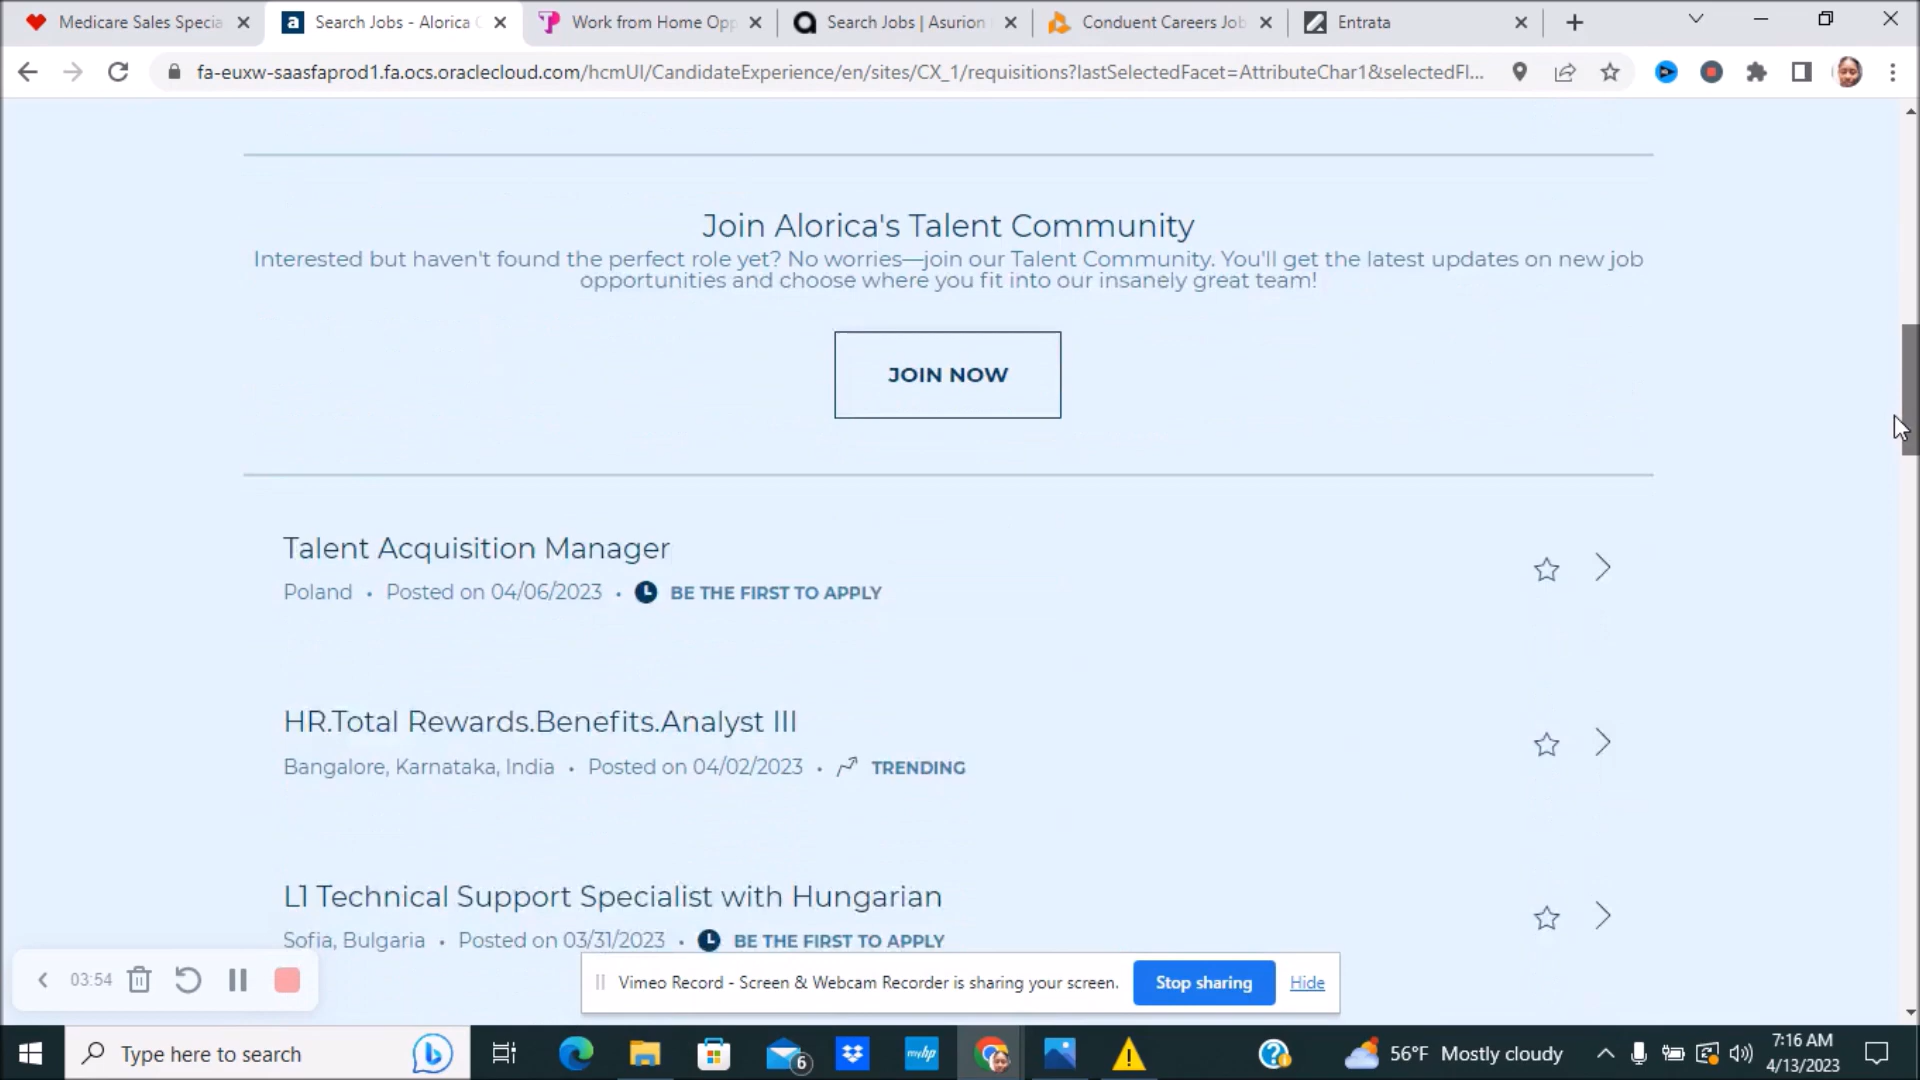 Medicare Sales Specia
Search Jobs - Alorica C
Work from Home Opp
Search Jobs | Asurion
Conduent Careers Job
Entrata
fa-euxw-saasfaprod1.fa.ocs.oraclecloud.com/hcmUI/CandidateExperience/en/sites/CX_1/requisitions?lastSelectedFacet=AttributeChar1&selectedFl...
Join Alorica's Talent Community
Interested but haven't found the perfect role yet? No worries—join our Talent Community. You'll get the latest updates on new job
opportunities and choose where you fit into our insanely great team!
JOIN NOW
Talent Acquisition Manager
Poland • Posted on 04/06/2023 • BE THE FIRST TO APPLY
HR.Total Rewards.Benefits.Analyst III
Bangalore, Karnataka, India • Posted on 04/02/2023 • TRENDING
L1 Technical Support Specialist with Hungarian
Sofia, Bulgaria • Posted on 03/31/2023 • BE THE FIRST TO APPLY
03:54
Vimeo Record - Screen & Webcam Recorder is sharing your screen.
Stop sharing
Hide
Type here to search
6
myhp
56°F Mostly cloudy
7:16 AM
4/13/2023